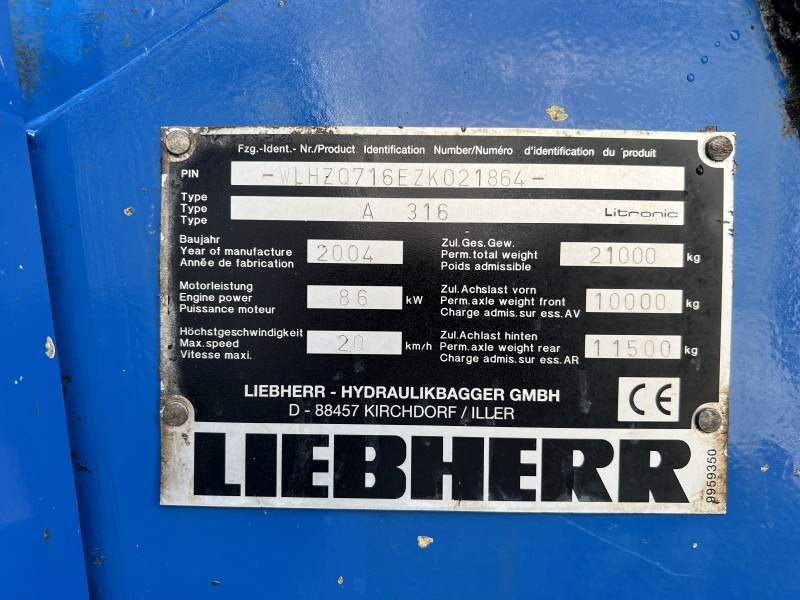 Fzg.-Ident.- Nr./Product Identification Number/Numéro d'identification du produit
PIN -WLHZ0716EZK021864-
Type
Type A 316 Litronic
Type
Baujahr
Year of manufacture 2004
Année de fabrication
Zul.Ges.Gew.
Perm.total weight 21000 kg
Poids admissible
Motorleistung
Engine power 86 kW
Puissance moteur
Zul.Achslast vorn
Perm.axle weight front 10000 kg
Charge admis.sur ess.AV
Höchstgeschwindigkeit
Max.speed 20 km/h
Vitesse maxi.
Zul.Achlast hinten
Perm.axle weight rear 11500 kg
Charge admis.sur ess.AR
LIEBHERR - HYDRAULIKBAGGER GMBH
D - 88457 KIRCHDORF / ILLER
CE
LIEBHERR
9959350